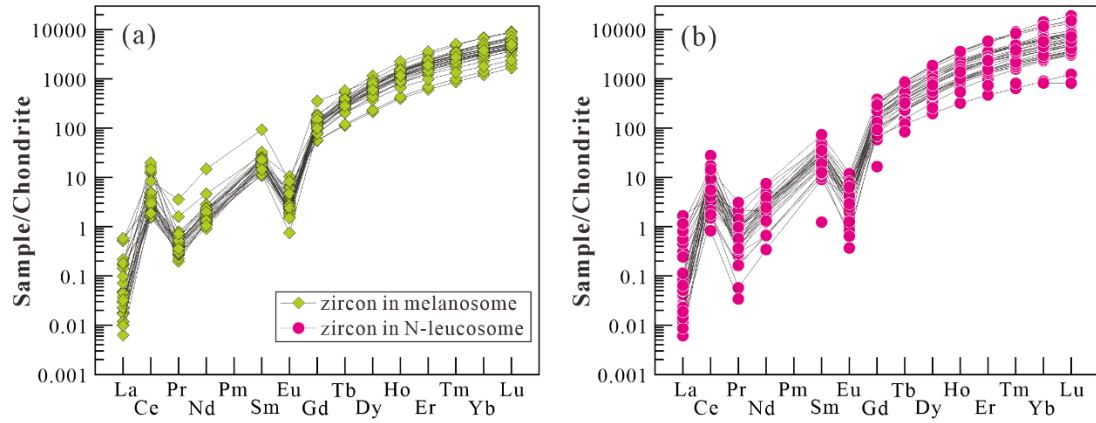 (a)
Sample/Chondrite
10000
1000
100
10
1
0.1
0.01
0.001
zircon in melanosome
zircon in N-leucosome
La Pr Pm Eu Tb Ho Tm Lu
Ce Nd Sm Gd Dy Er Yb
(b)
Sample/Chondrite
10000
1000
100
10
1
0.1
0.01
0.001
La Pr Pm Eu Tb Ho Tm Lu
Ce Nd Sm Gd Dy Er Yb